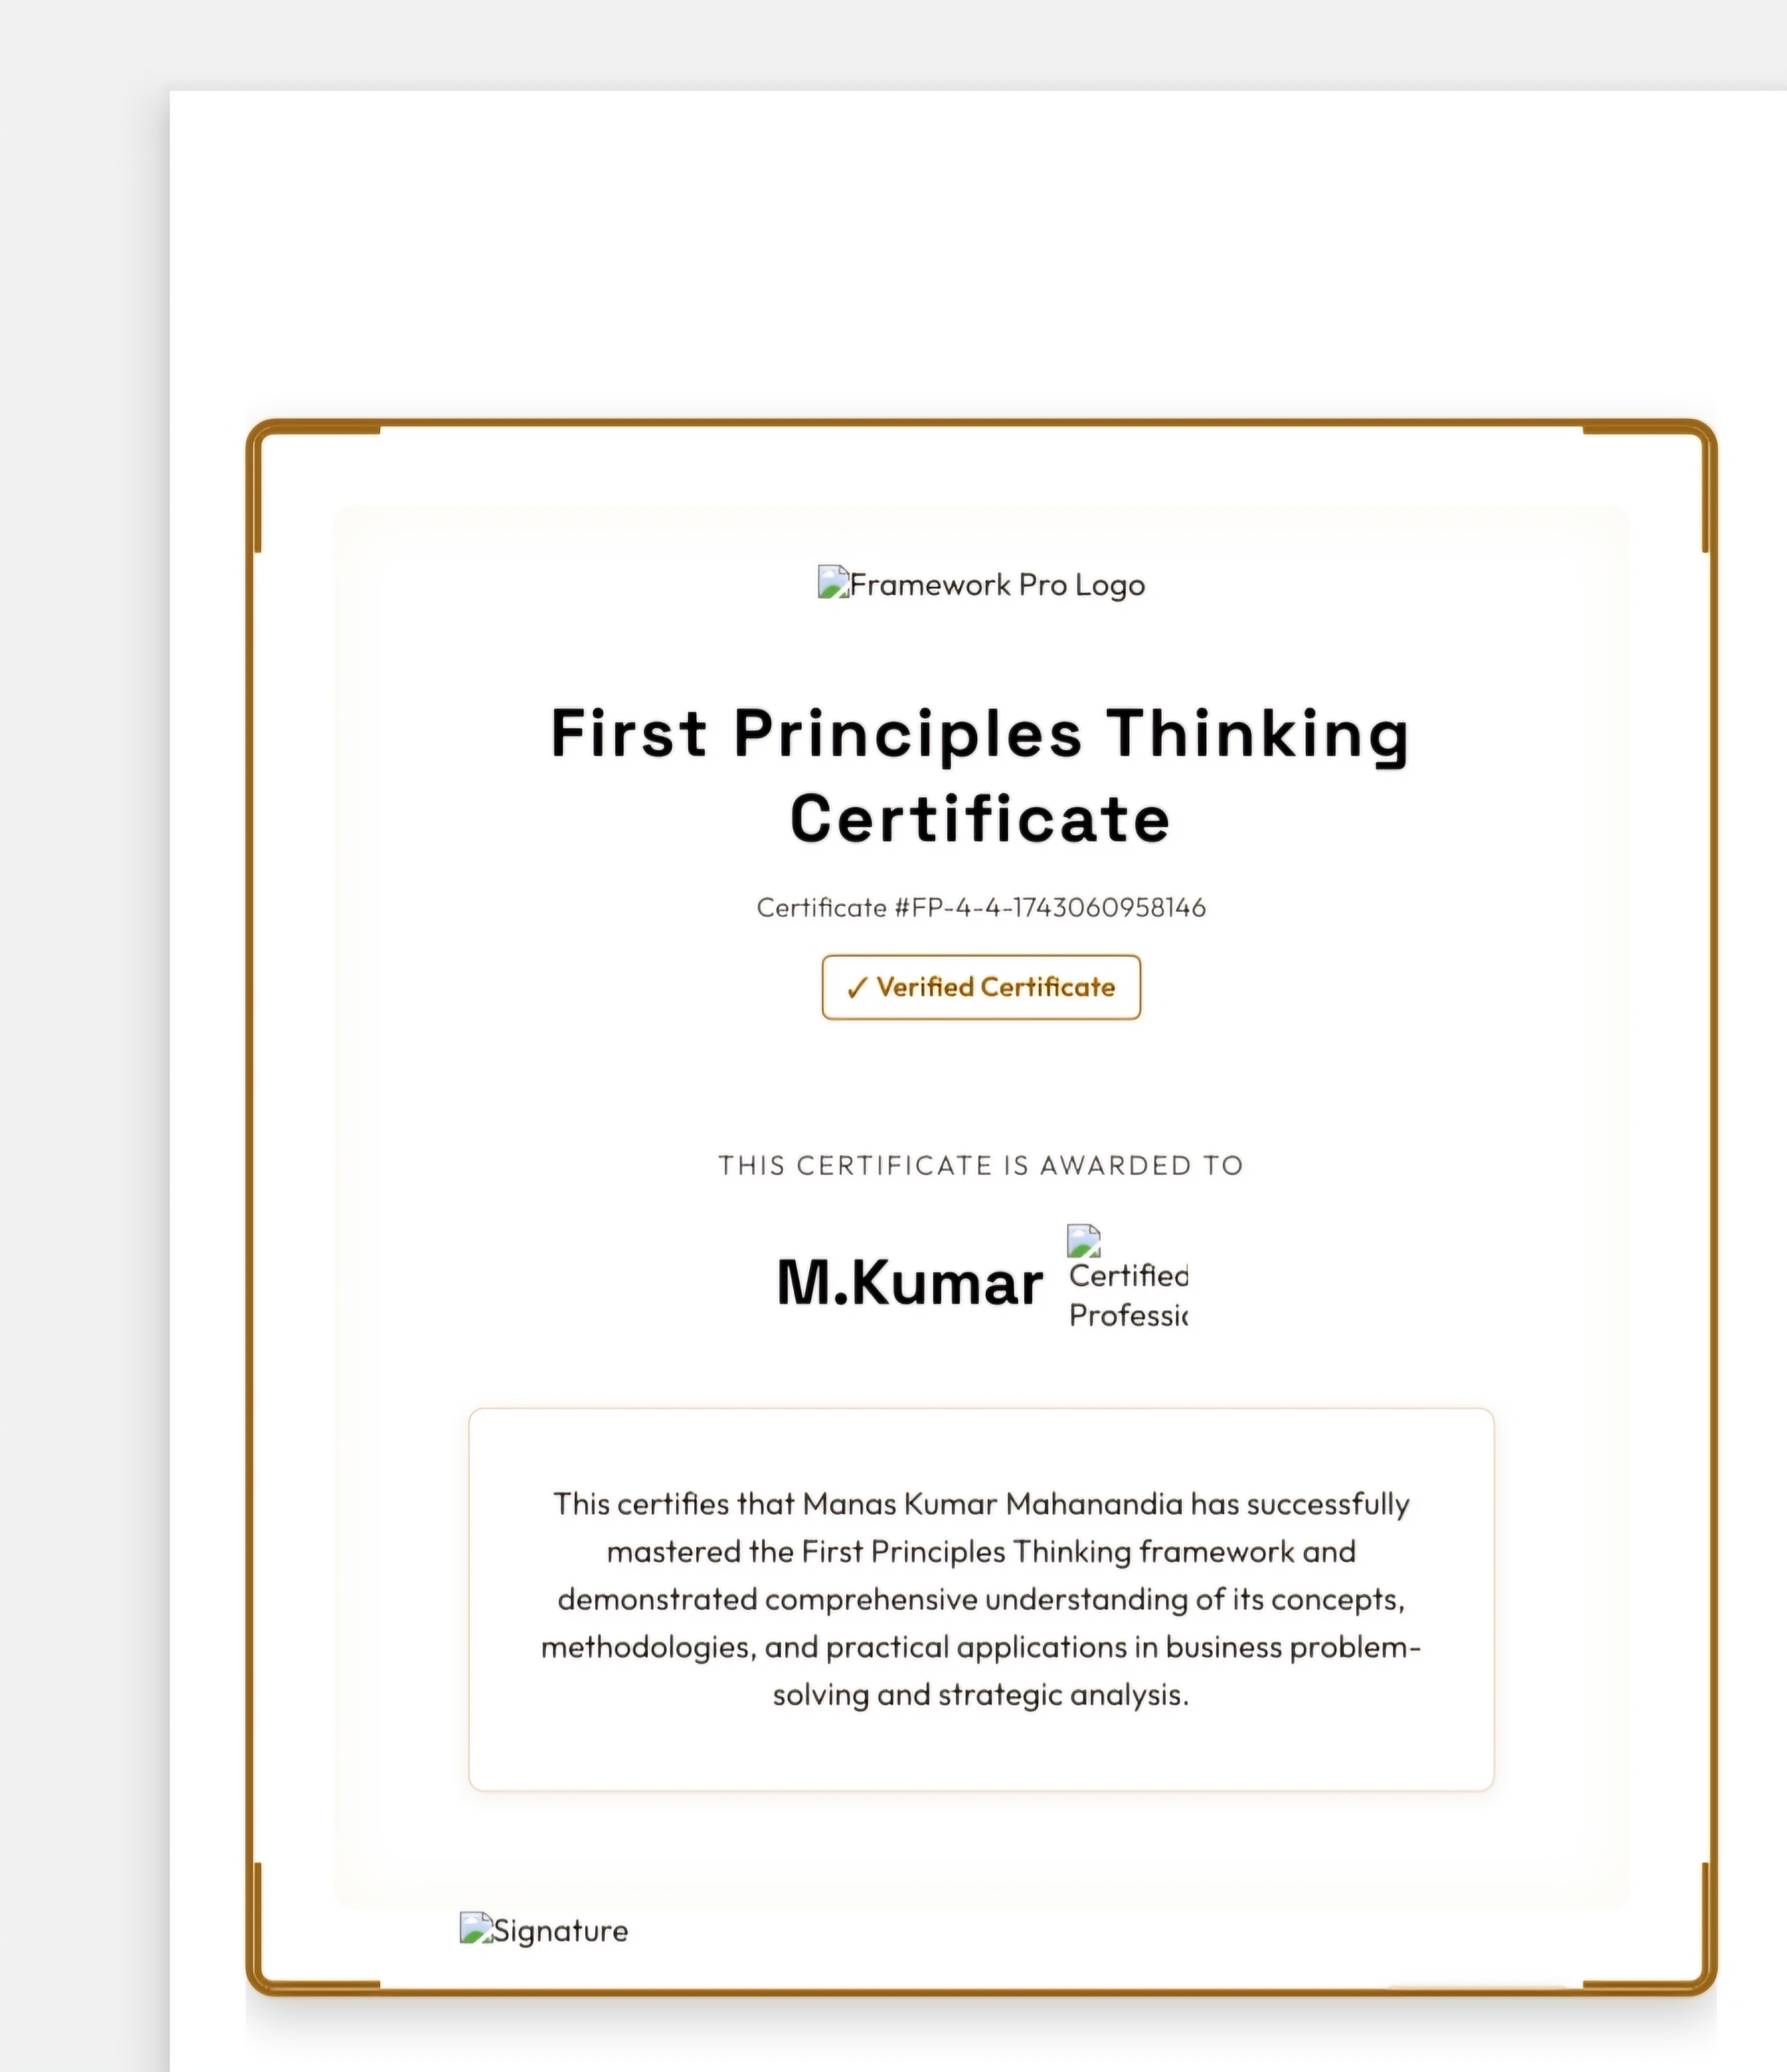 Framework Pro Logo
First Principles Thinking
Certificate
Certificate #FP-4-4-1743060958146
✓ Verified Certificate
THIS CERTIFICATE IS AWARDED TO
M.Kumar
Certified
Professic
This certifies that Manas Kumar Mahanandia has successfully
mastered the First Principles Thinking framework and
demonstrated comprehensive understanding of its concepts,
methodologies, and practical applications in business problem-
solving and strategic analysis.
Signature